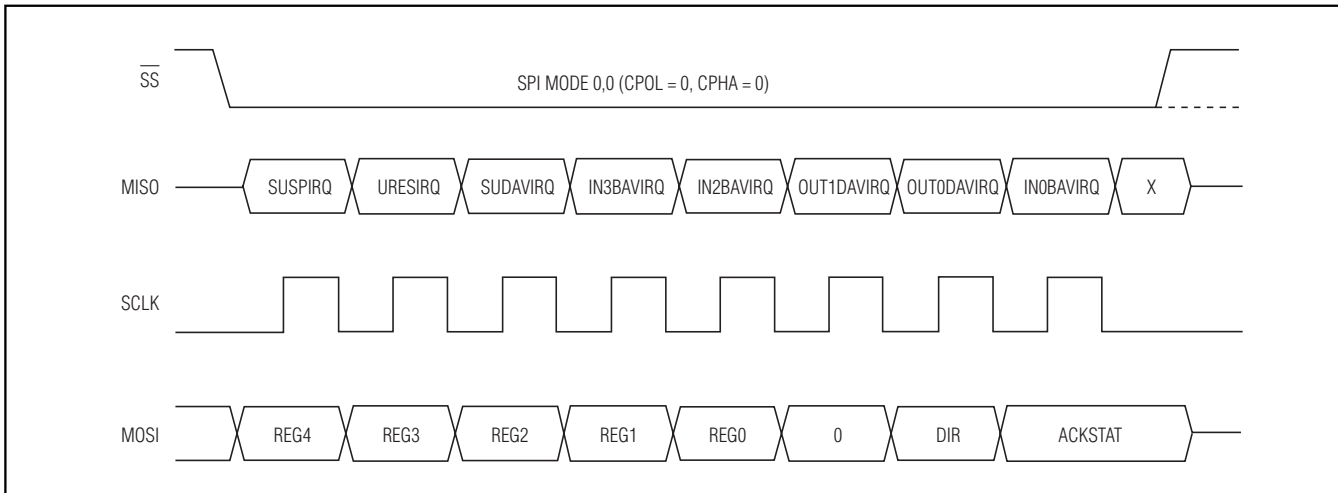 SS
SPI MODE 0,0 (CPOL = 0, CPHA = 0)
MISO SUSPIRQ URESIRQ SUDAVIRQ IN3BAVIRQ IN2BAVIRQ OUT1DAVIRQ OUT0DAVIRQ IN0BAVIRQ X
SCLK
MOSI REG4 REG3 REG2 REG1 REG0 0 DIR ACKSTAT